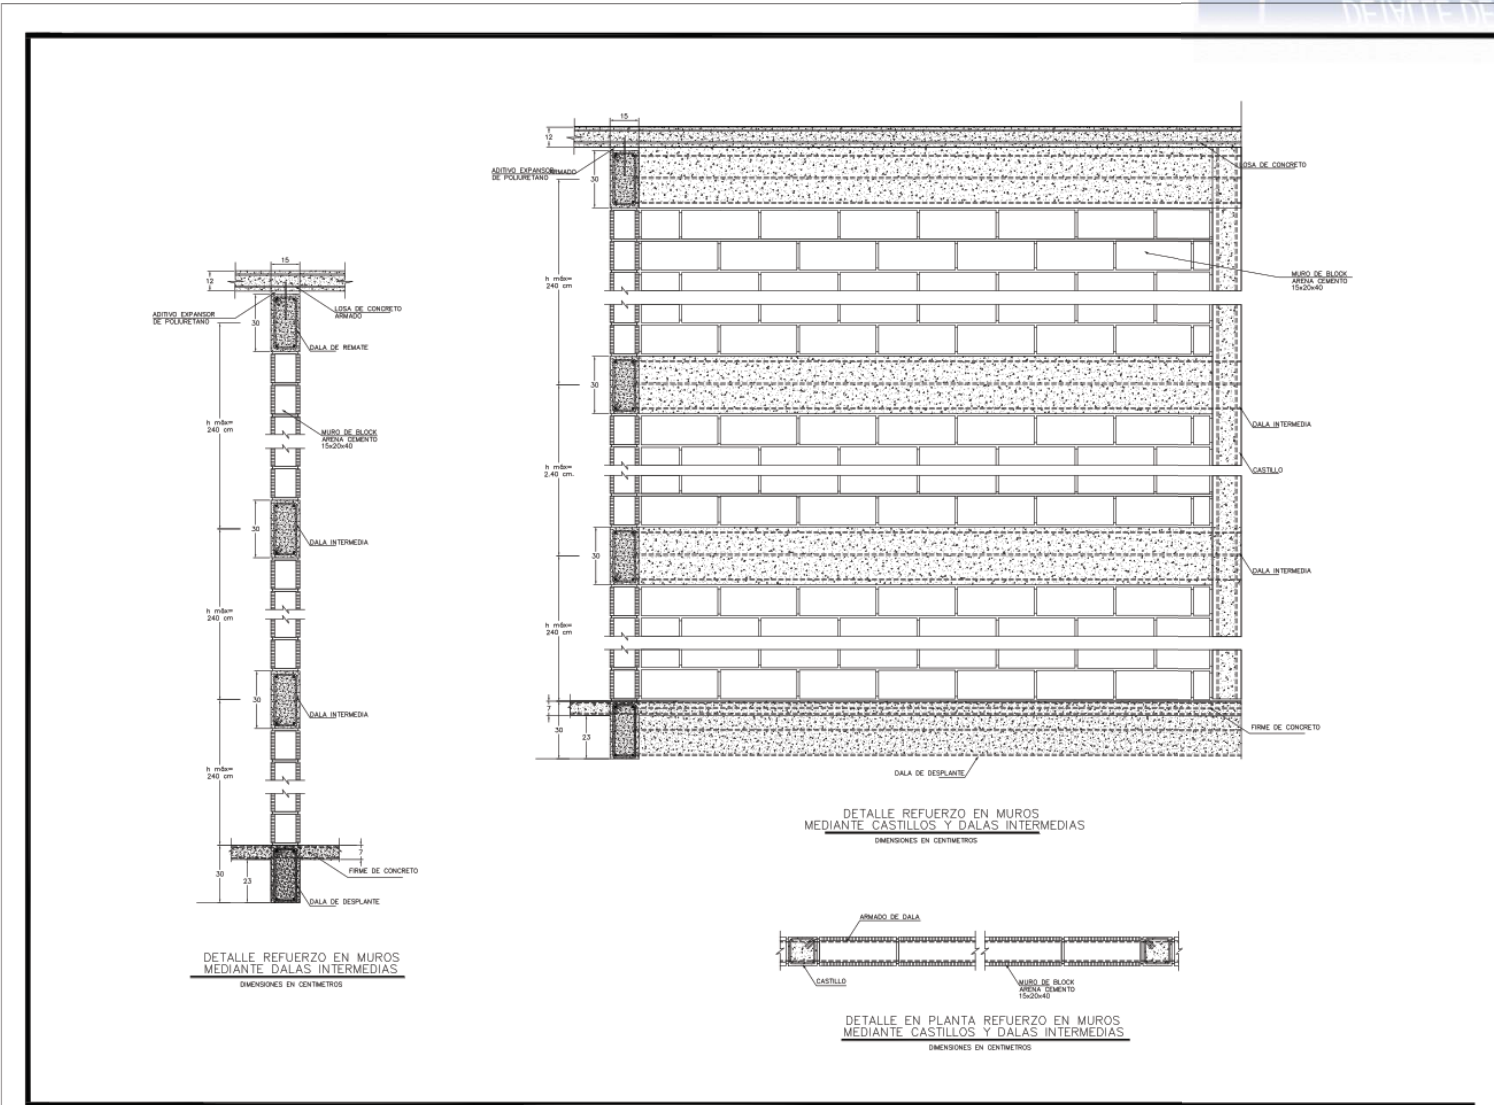 DETALLE DE
15
12
ADITIVO EXPANSOR
DE POLIURETANO
30
LOSA DE CONCRETO
ARMADO
DALA DE REMATE
h máx=
240 cm
MURO DE BLOCK
ARENA CEMENTO
15x20x40
30
DALA INTERMEDIA
h máx=
240 cm
30
DALA INTERMEDIA
h máx=
240 cm
7
30
23
FIRME DE CONCRETO
DALA DE DESPLANTE
DETALLE REFUERZO EN MUROS
MEDIANTE DALAS INTERMEDIAS
DIMENSIONES EN CENTIMETROS
15
12
ADITIVO EXPANSOR
DE POLIURETANO
ARMADO
30
LOSA DE CONCRETO
h máx=
240 cm
MURO DE BLOCK
ARENA CEMENTO
15x20x40
30
DALA INTERMEDIA
h máx=
2.40 cm.
CASTILLO
30
DALA INTERMEDIA
h máx=
240 cm
7
30
23
FIRME DE CONCRETO
DALA DE DESPLANTE
DETALLE REFUERZO EN MUROS
MEDIANTE CASTILLOS Y DALAS INTERMEDIAS
DIMENSIONES EN CENTIMETROS
ARMADO DE DALA
CASTILLO
MURO DE BLOCK
ARENA CEMENTO
15x20x40
DETALLE EN PLANTA REFUERZO EN MUROS
MEDIANTE CASTILLOS Y DALAS INTERMEDIAS
DIMENSIONES EN CENTIMETROS